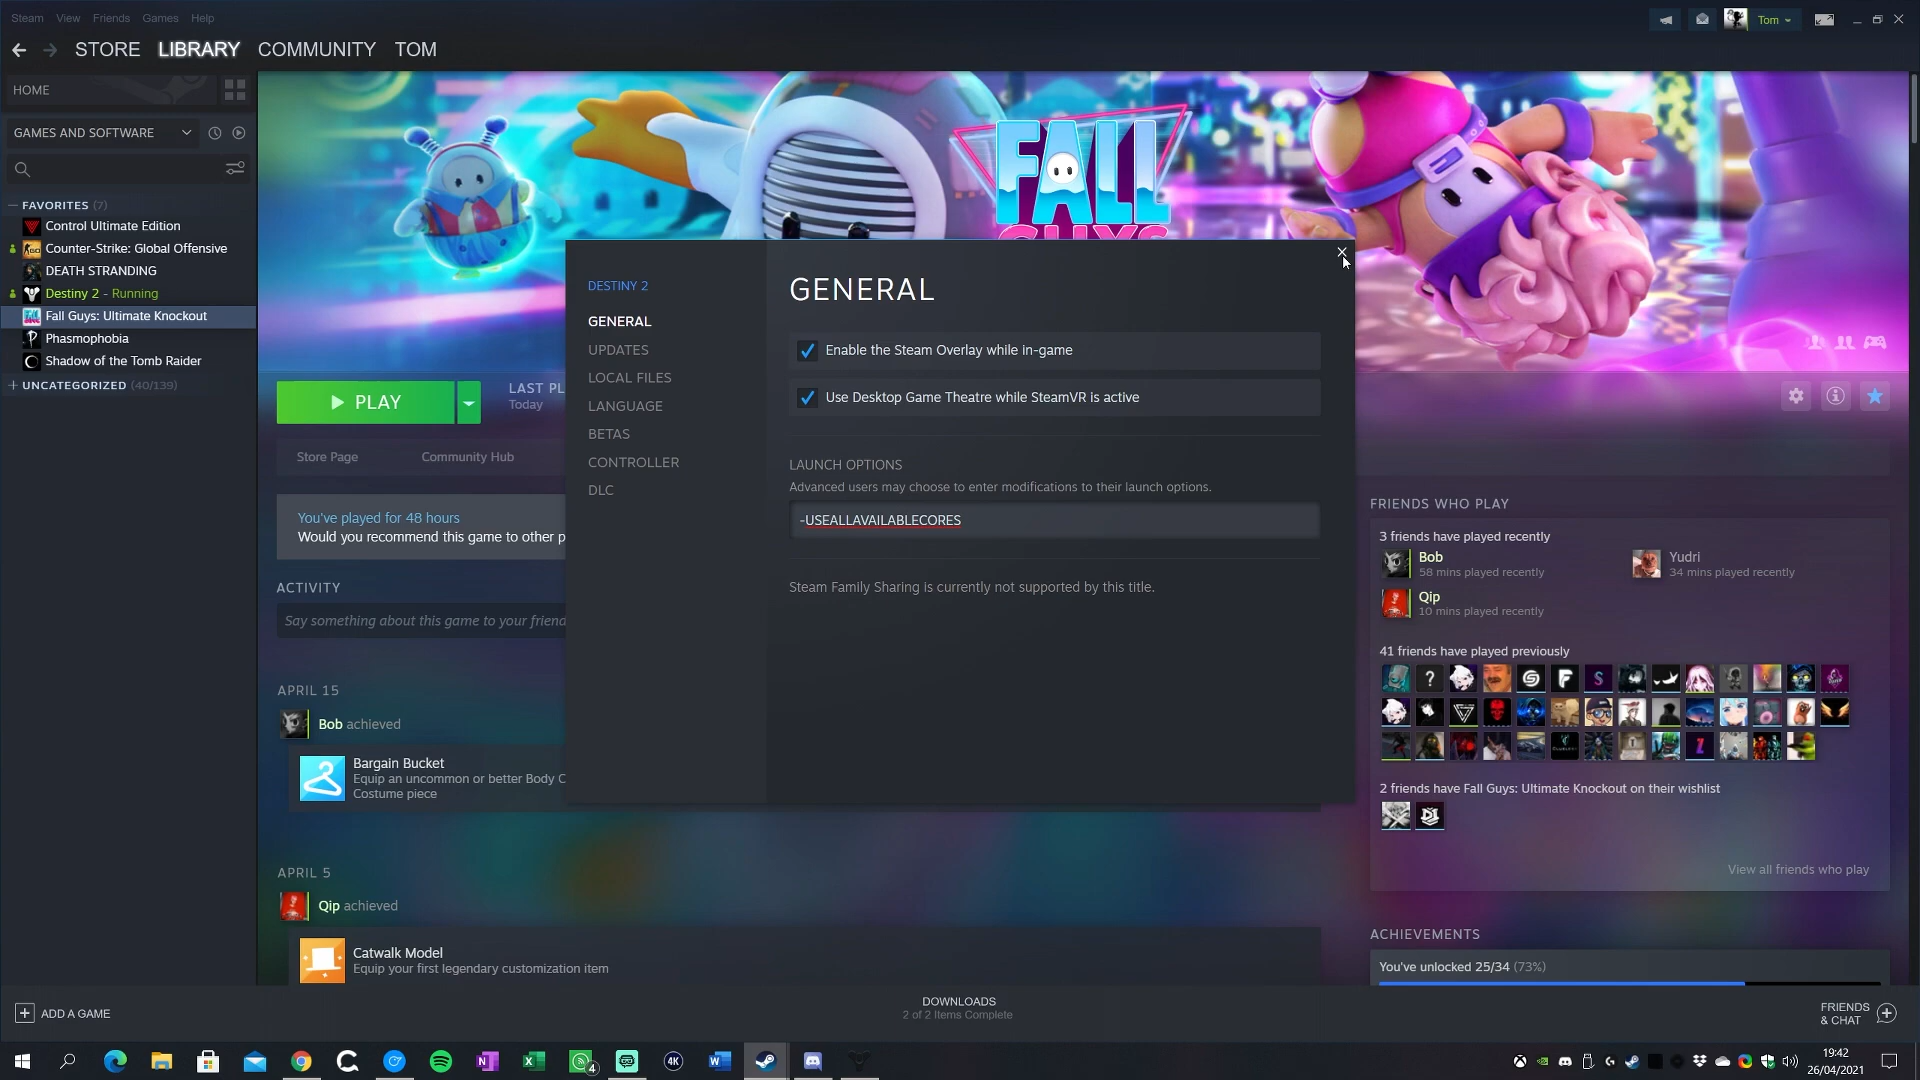 Steam View Friends Games Help
Tom
STORE LIBRARY COMMUNITY TOM
HOME
GAMES AND SOFTWARE
FAVORITES (7)
Control Ultimate Edition
Counter-Strike: Global Offensive
DEATH STRANDING
Destiny 2 - Running
Fall Guys: Ultimate Knockout
Phasmophobia
Shadow of the Tomb Raider
UNCATEGORIZED (40/139)
FALL
GUYS
PLAY
LAST PL
Today
Store Page Community Hub
You've played for 48 hours
Would you recommend this game to other p
ACTIVITY
Say something about this game to your friend
APRIL 15
Bob achieved
Bargain Bucket
Equip an uncommon or better Body C
Costume piece
APRIL 5
Qip achieved
Catwalk Model
Equip your first legendary customization item
DESTINY 2
GENERAL
UPDATES
LOCAL FILES
LANGUAGE
BETAS
CONTROLLER
DLC
GENERAL
Enable the Steam Overlay while in-game
Use Desktop Game Theatre while SteamVR is active
LAUNCH OPTIONS
Advanced users may choose to enter modifications to their launch options.
-USEALLAVAILABLECORES
Steam Family Sharing is currently not supported by this title.
FRIENDS WHO PLAY
3 friends have played recently
Bob
58 mins played recently
Yudri
34 mins played recently
Qip
10 mins played recently
41 friends have played previously
2 friends have Fall Guys: Ultimate Knockout on their wishlist
View all friends who play
ACHIEVEMENTS
You've unlocked 25/34 (73%)
ADD A GAME
DOWNLOADS
2 of 2 Items Complete
FRIENDS
& CHAT
4
4K
19:42
26/04/2021